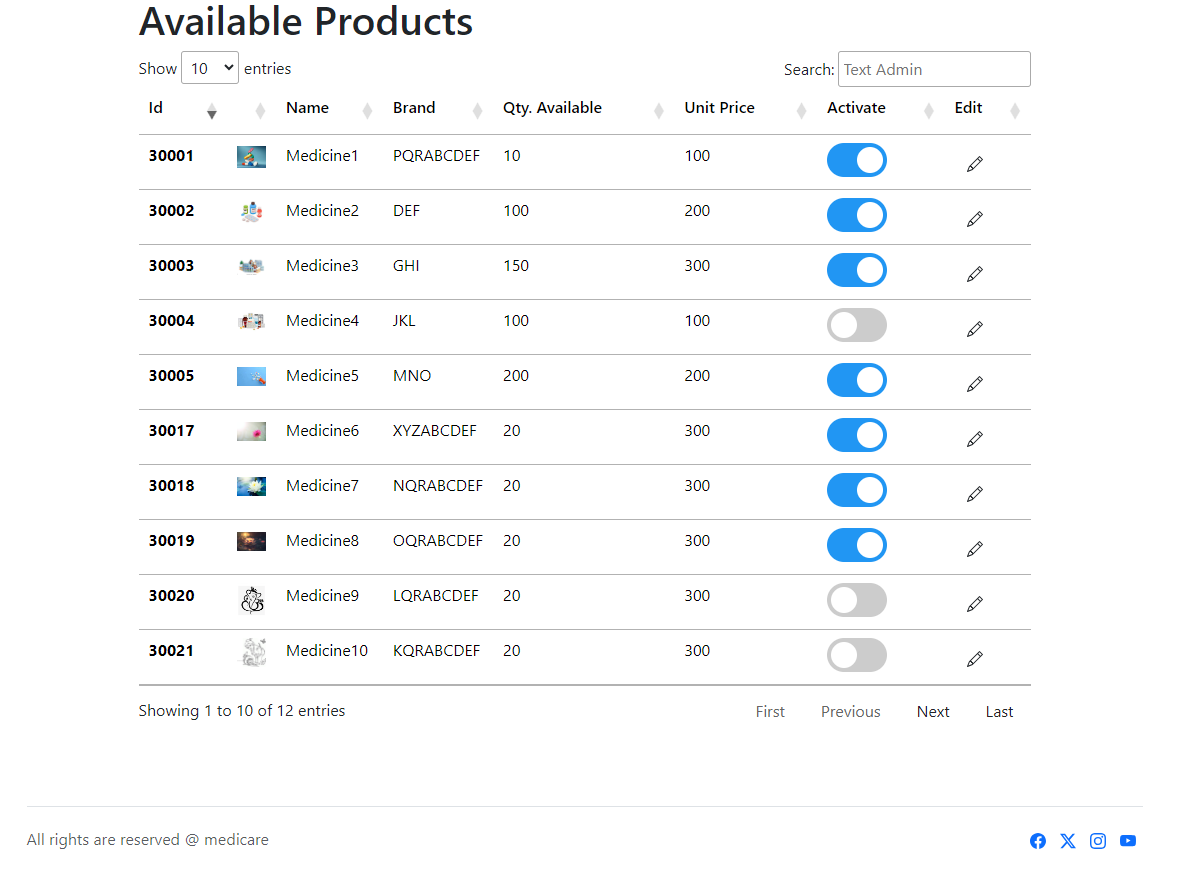 Available Products
Show 10 entries Search: Text Admin
Id Name Brand Qty. Available Unit Price Activate Edit
30001 Medicine1 PQRABCDEF 10 100
30002 Medicine2 DEF 100 200
30003 Medicine3 GHI 150 300
30004 Medicine4 JKL 100 100
30005 Medicine5 MNO 200 200
30017 Medicine6 XYZABCDEF 20 300
30018 Medicine7 NQRABCDEF 20 300
30019 Medicine8 OQRABCDEF 20 300
30020 Medicine9 LQRABCDEF 20 300
30021 Medicine10 KQRABCDEF 20 300
Showing 1 to 10 of 12 entries First Previous Next Last
All rights are reserved @ medicare